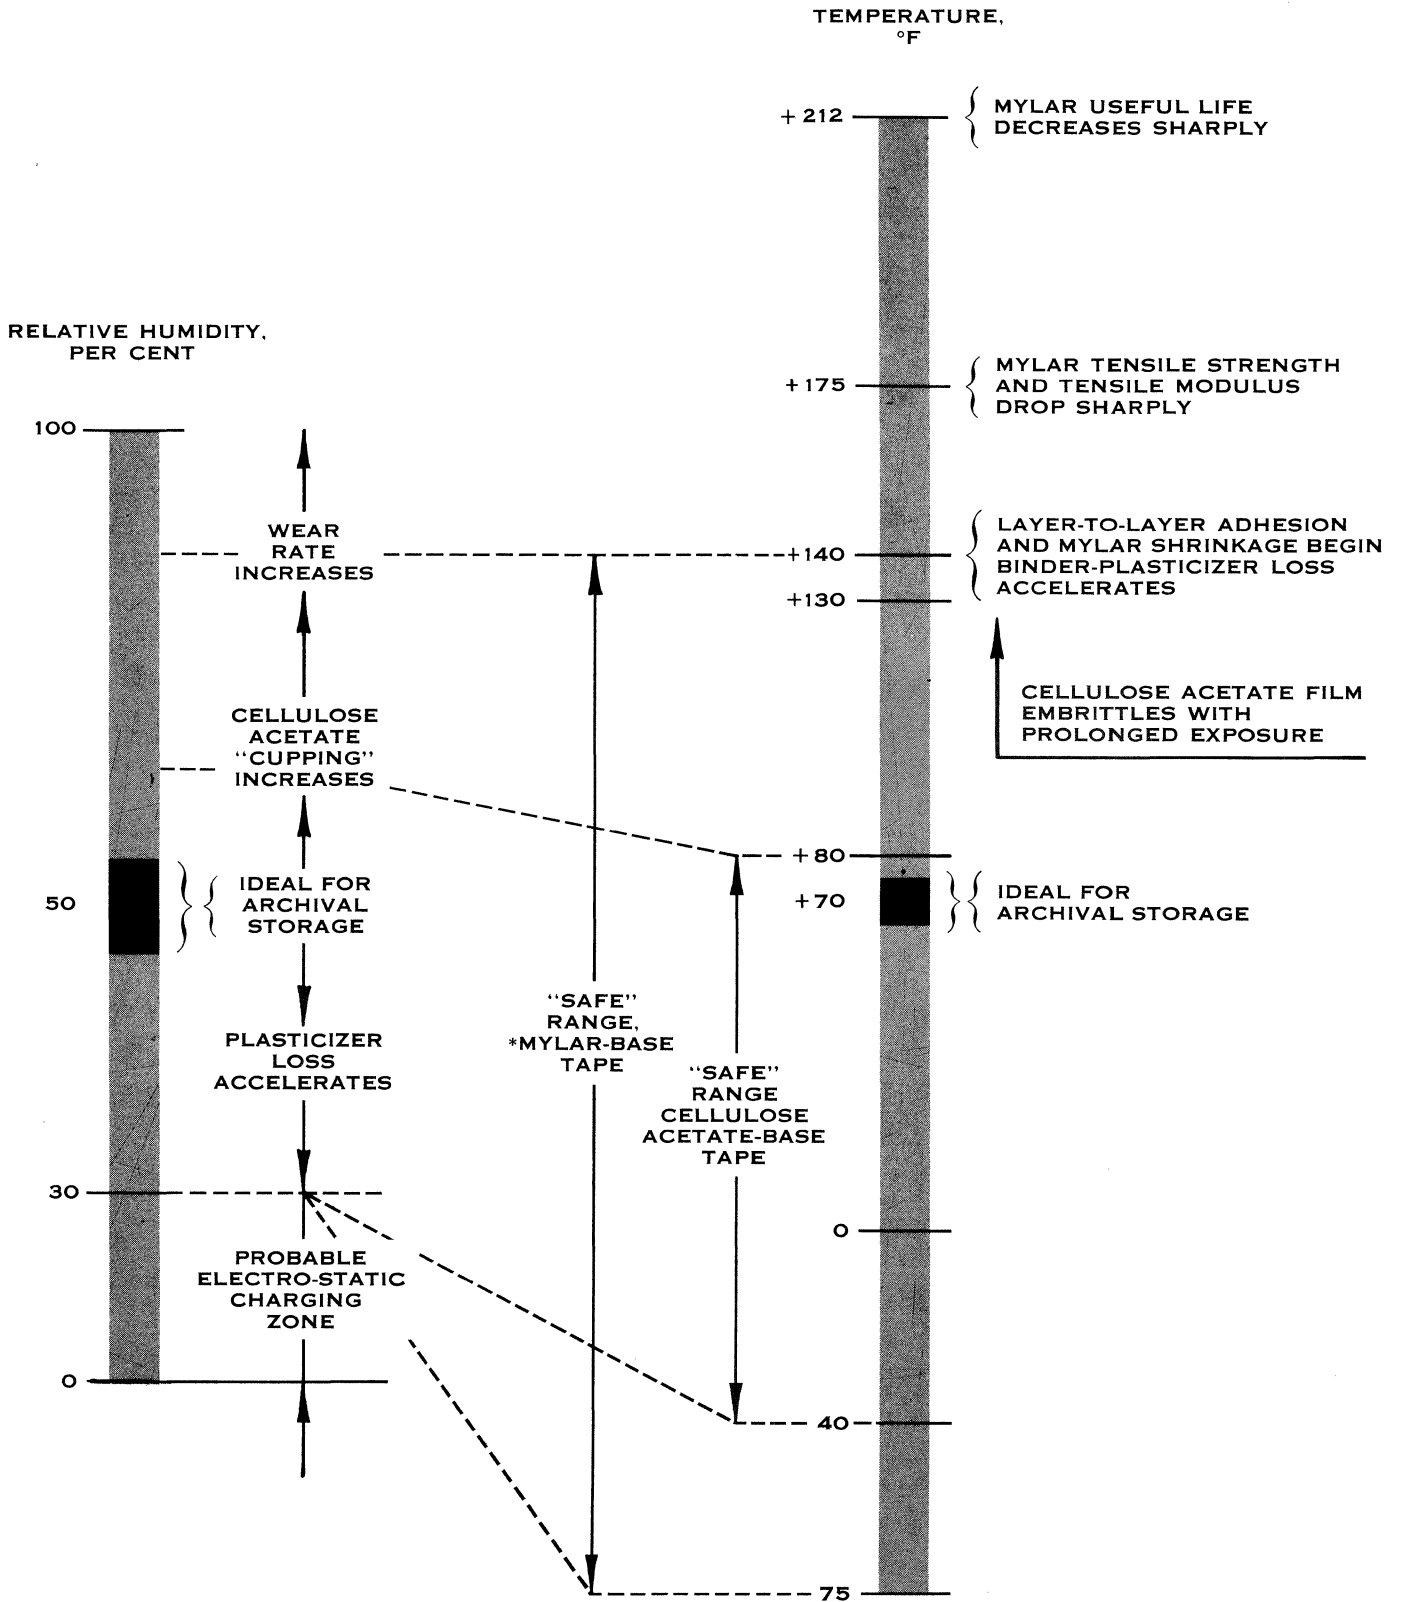 TEMPERATURE,
°F
+212
MYLAR USEFUL LIFE
DECREASES SHARPLY
+175
MYLAR TENSILE STRENGTH
AND TENSILE MODULUS
DROP SHARPLY
+140
LAYER-TO-LAYER ADHESION
AND MYLAR SHRINKAGE BEGIN
BINDER-PLASTICIZER LOSS
ACCELERATES
+130
CELLULOSE ACETATE FILM
EMBRITTLES WITH
PROLONGED EXPOSURE
+80
+70
IDEAL FOR
ARCHIVAL STORAGE
0
40
75
RELATIVE HUMIDITY,
PER CENT
100
50
30
0
WEAR
RATE
INCREASES
CELLULOSE
ACETATE
"CUPPING"
INCREASES
IDEAL FOR
ARCHIVAL
STORAGE
PLASTICIZER
LOSS
ACCELERATES
PROBABLE
ELECTRO-STATIC
CHARGING
ZONE
"SAFE"
RANGE,
*MYLAR-BASE
TAPE
"SAFE"
RANGE
CELLULOSE
ACETATE-BASE
TAPE